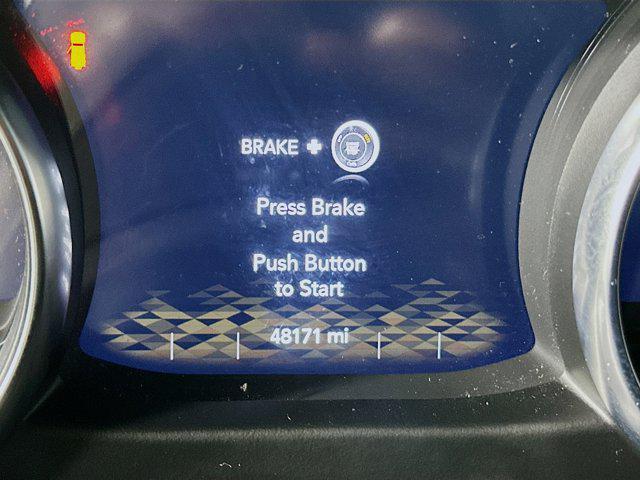 BRAKE +
Press Brake
and
Push Button
to Start
48171 mi